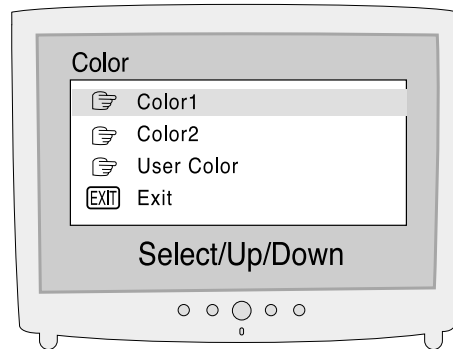 Color
Color1
Color2
User Color
EXIT Exit
Select/Up/Down
0